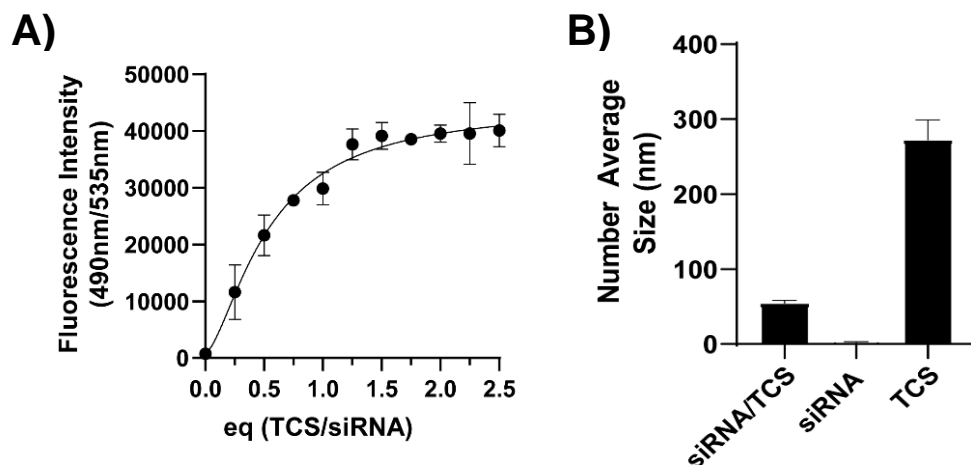 A)
Fluorescence Intensity
(490nm/535nm)
50000
40000
30000
20000
10000
0
0.0 0.5 1.0 1.5 2.0 2.5
eq (TCS/siRNA)
B)
Number Average
Size (nm)
400
300
200
100
0
siRNA/TCS
siRNA
TCS